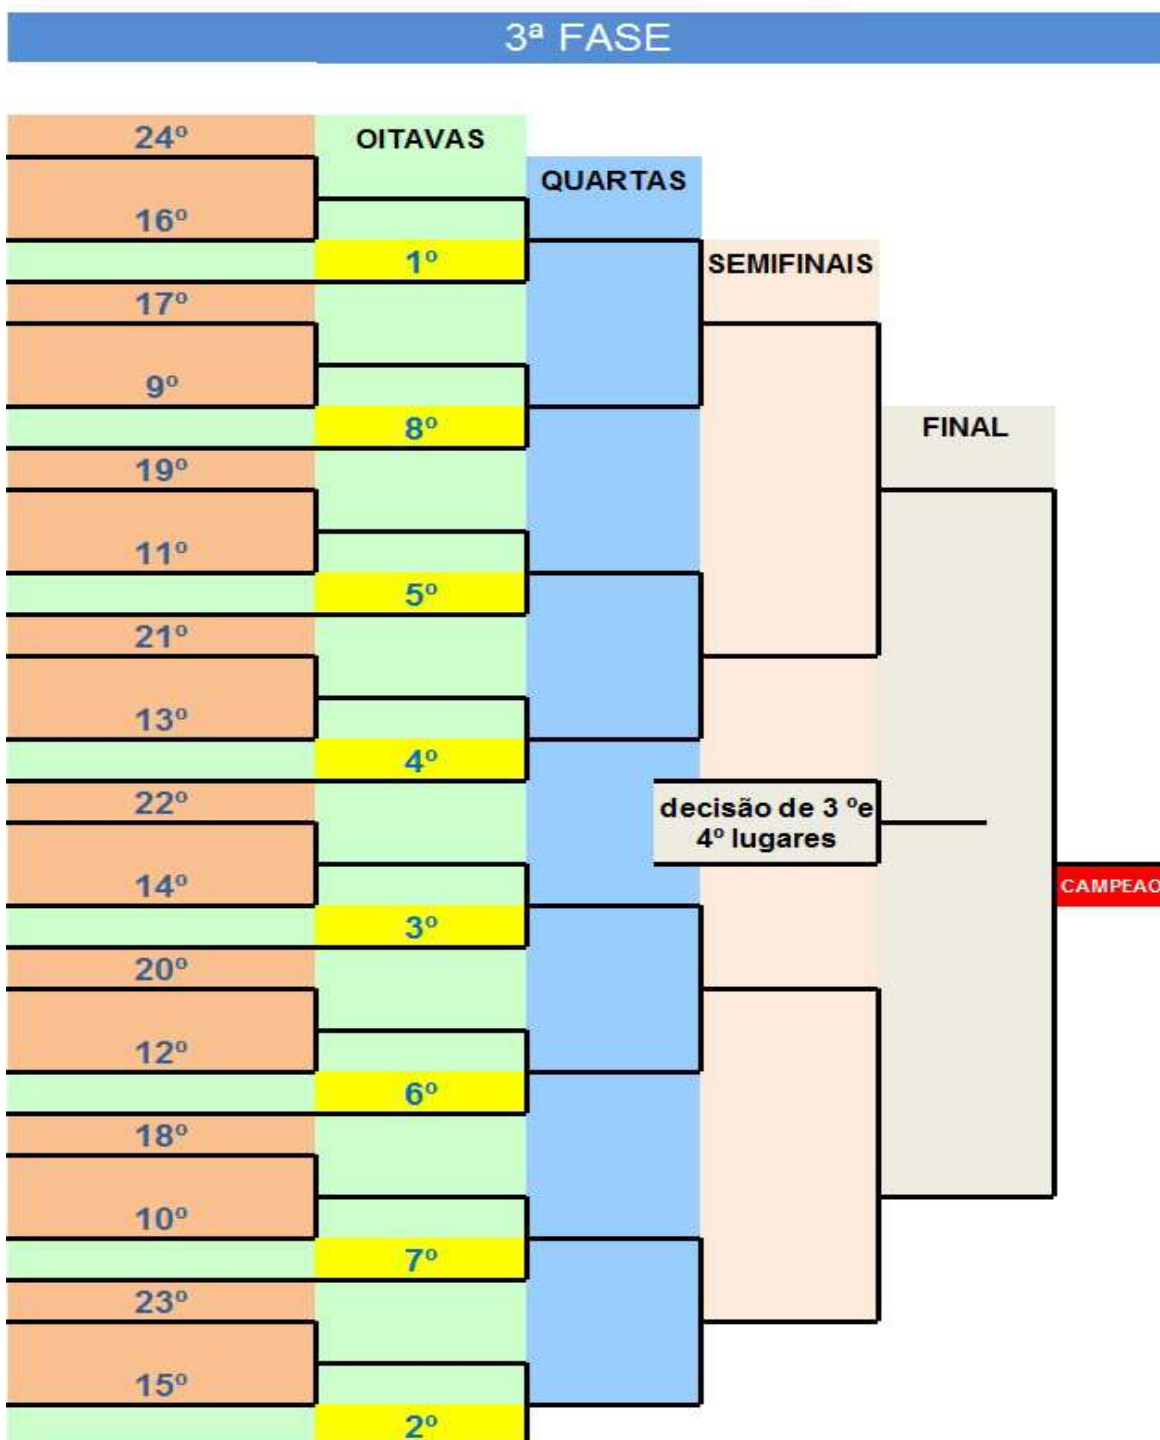 3ª FASE
24º
OITAVAS
QUARTAS
16º
1º
SEMIFINAIS
17º
9º
8º
FINAL
19º
11º
5º
21º
13º
4º
22º
decisão de 3 ºe
4º lugares
14º
CAMPEAO
3º
20º
12º
6º
18º
10º
7º
23º
15º
2º